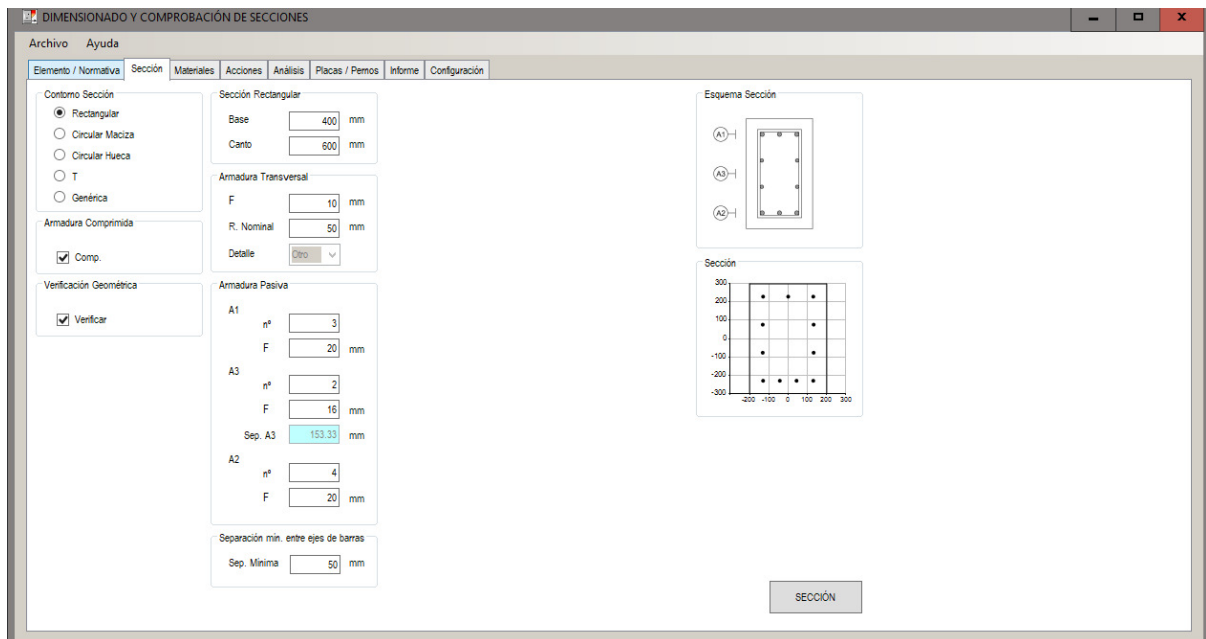 DIMENSIONADO Y COMPROBACIÓN DE SECCIONES
Archivo Ayuda
Elemento / Normativa Sección Materiales Acciones Análisis Placas / Pernos Informe Configuración
Contorno Sección
Rectangular
Circular Maciza
Circular Hueca
T
Genérica
Armadura Comprimida
Comp.
Verificación Geométrica
Verificar
Sección Rectangular
Base 400 mm
Canto 600 mm
Armadura Transversal
F 10 mm
R. Nominal 50 mm
Detalle Otro
Armadura Pasiva
A1
nº 3
F 20 mm
A3
nº 2
F 16 mm
Sep. A3 153.33 mm
A2
nº 4
F 20 mm
Separación min. entre ejes de barras
Sep. Mínima 50 mm
Esquema Sección
A1
A3
A2
Sección
300
200
100
0
-100
-200
-300
-200 -100 0 100 200 300
SECCIÓN